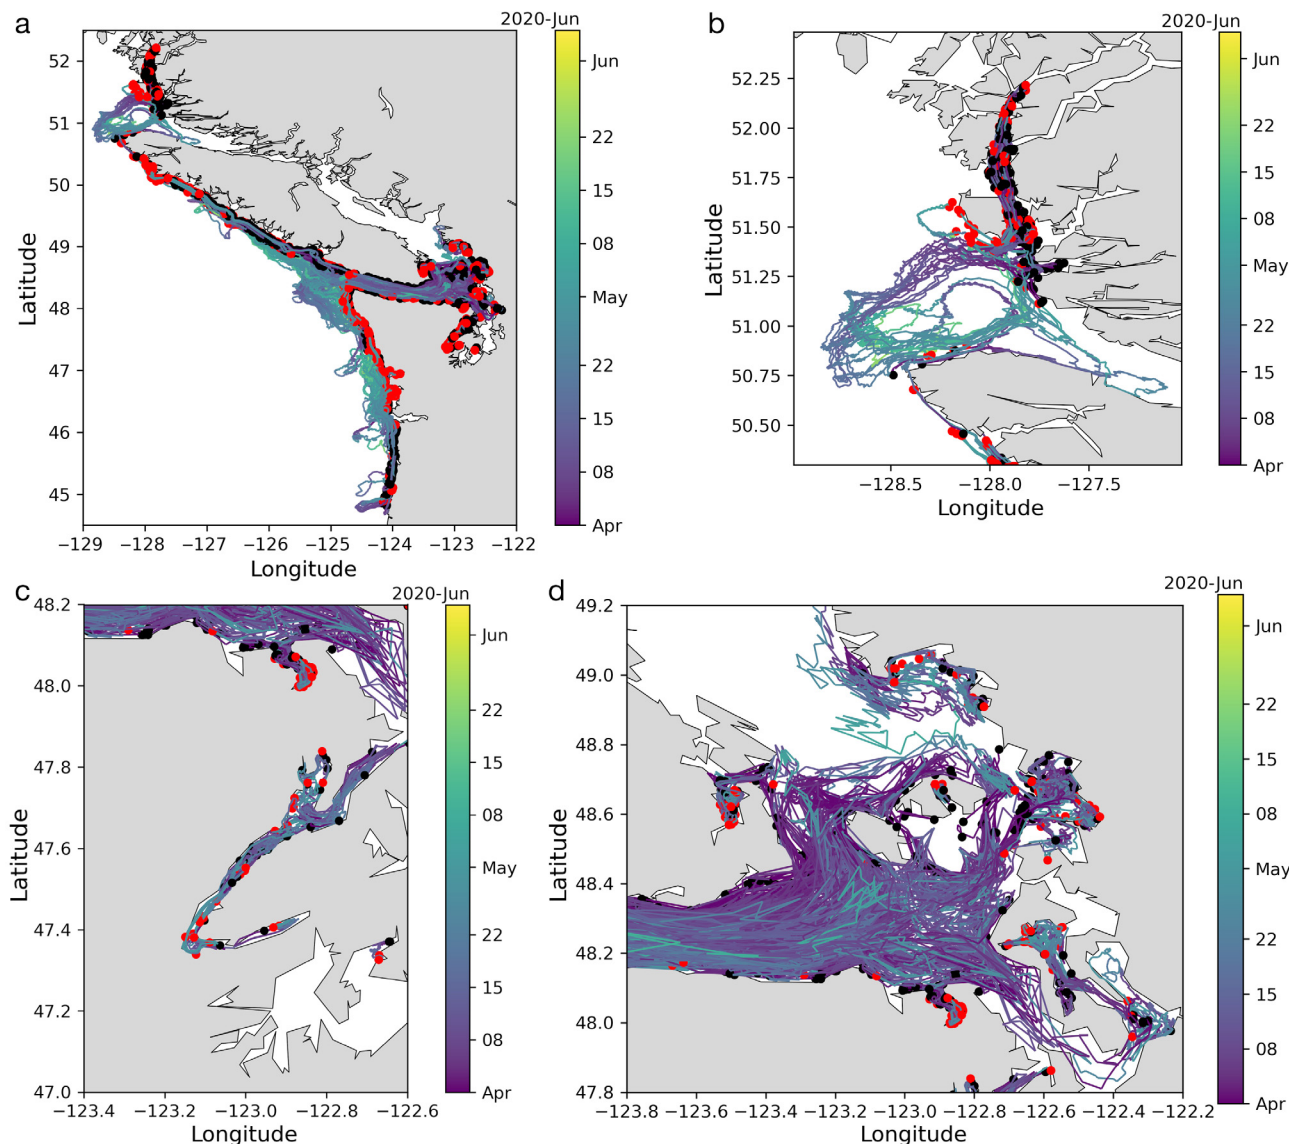 a
2020-Jun
52
51
50
49
48
47
46
45
Latitude
−129 −128 −127 −126 −125 −124 −123 −122
Longitude
Jun
22
15
08
May
22
15
08
Apr
b
2020-Jun
52.25
52.00
51.75
51.50
51.25
51.00
50.75
50.50
Latitude
−128.5 −128.0 −127.5
Longitude
Jun
22
15
08
May
22
15
08
Apr
c
2020-Jun
48.2
48.0
47.8
47.6
47.4
47.2
47.0
Latitude
−123.4 −123.2 −123.0 −122.8 −122.6
Longitude
Jun
22
15
08
May
22
15
08
Apr
d
2020-Jun
49.2
49.0
48.8
48.6
48.4
48.2
48.0
47.8
Latitude
−123.8 −123.6 −123.4 −123.2 −123.0 −122.8 −122.6 −122.4 −122.2
Longitude
Jun
22
15
08
May
22
15
08
Apr